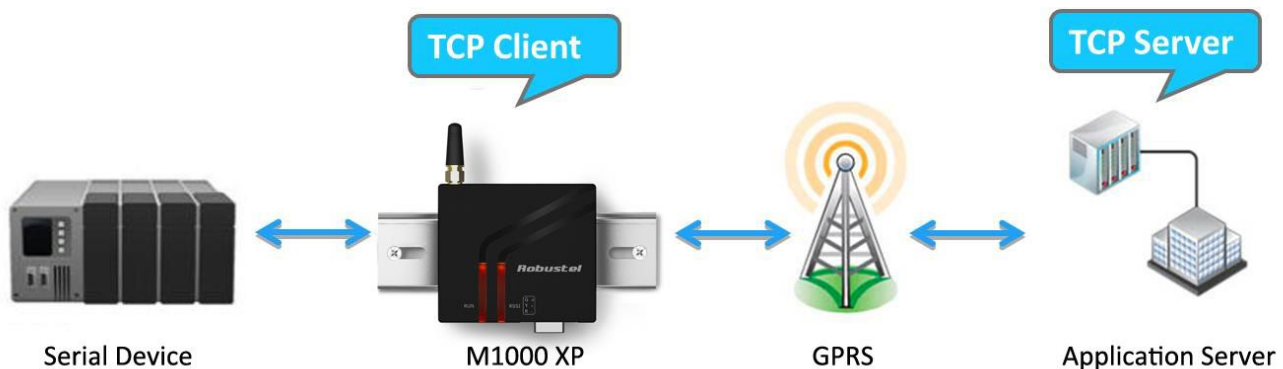 TCP Client
TCP Server
Robustel
Serial Device
M1000 XP
GPRS
Application Server